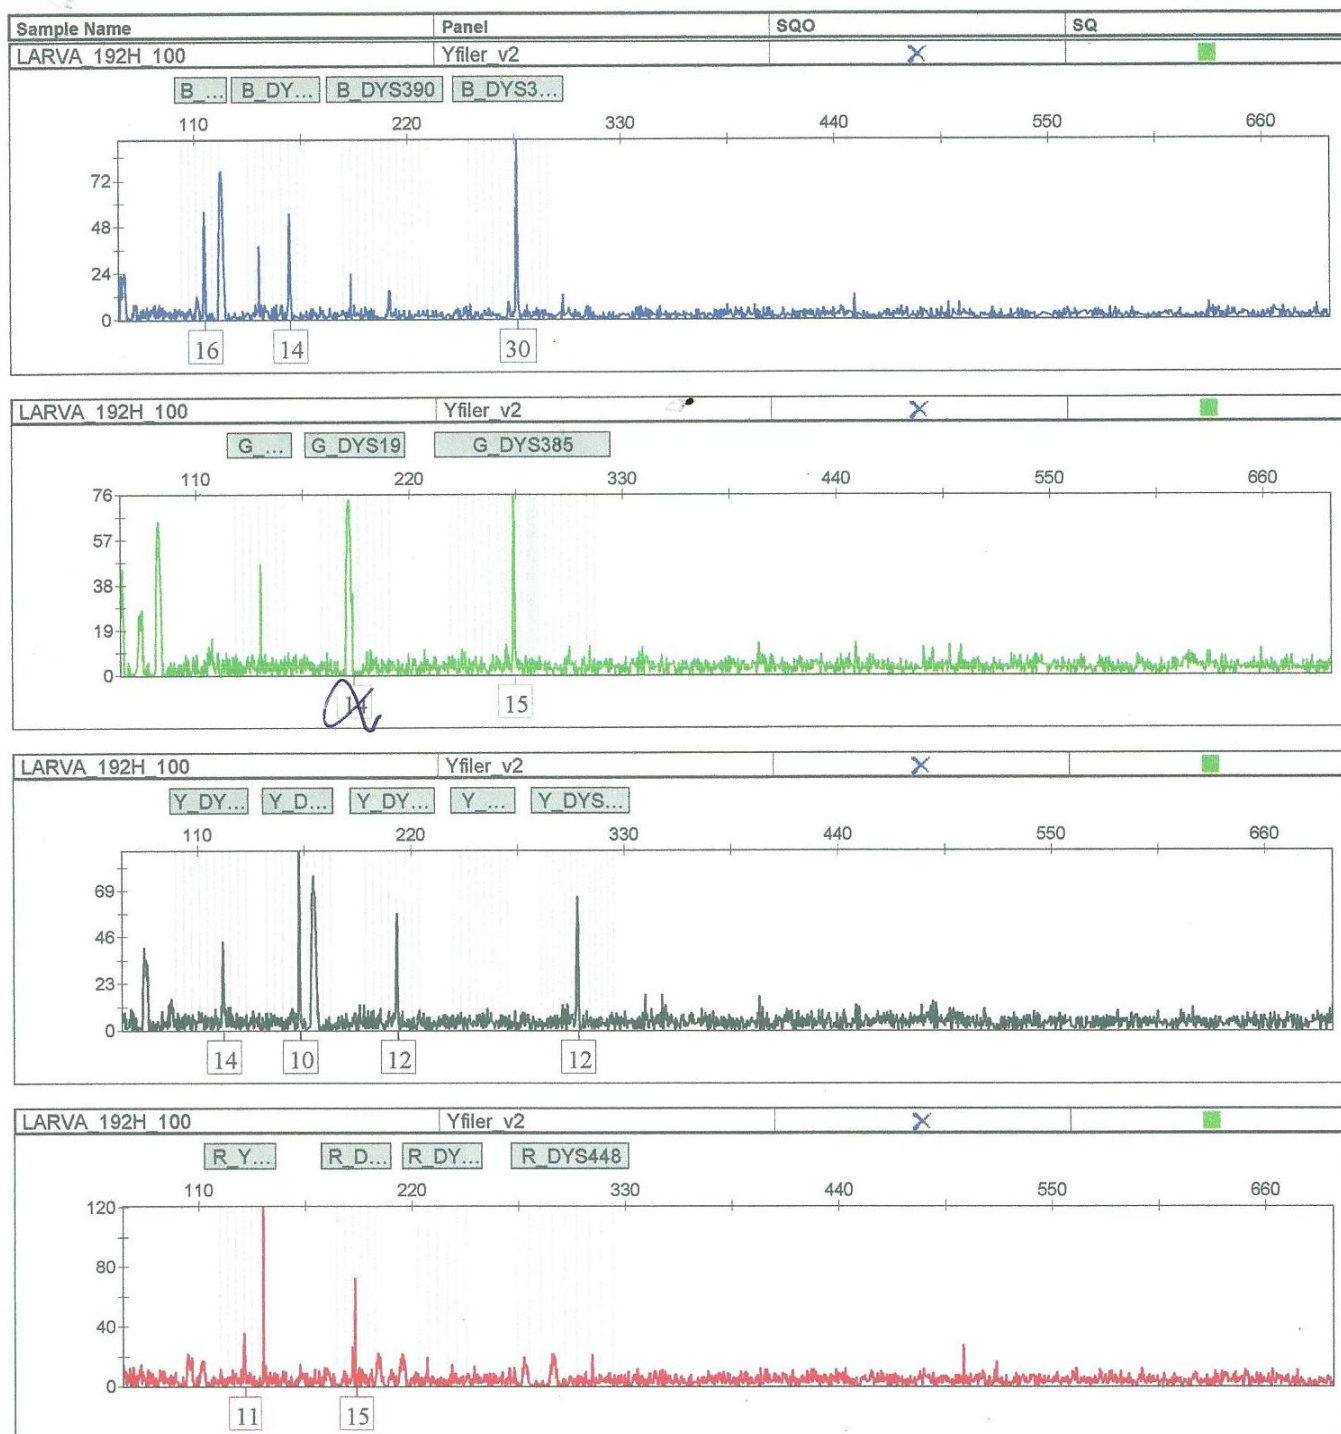 Sample Name Panel SQO SQ
LARVA_192H_100 Yfiler_v2
B_... B_DY... B_DYS390 B_DYS3...
110 220 330 440 550 660
72
48
24
0
16 14 30
LARVA_192H_100 Yfiler_v2
G_... G_DYS19 G_DYS385
110 220 330 440 550 660
76
57
38
19
0
14 15
LARVA_192H_100 Yfiler_v2
Y_DY... Y_D... Y_DY... Y_... Y_DYS...
110 220 330 440 550 660
69
46
23
0
14 10 12 12
LARVA_192H_100 Yfiler_v2
R_Y... R_D... R_DY... R_DYS448
110 220 330 440 550 660
120
80
40
0
11 15